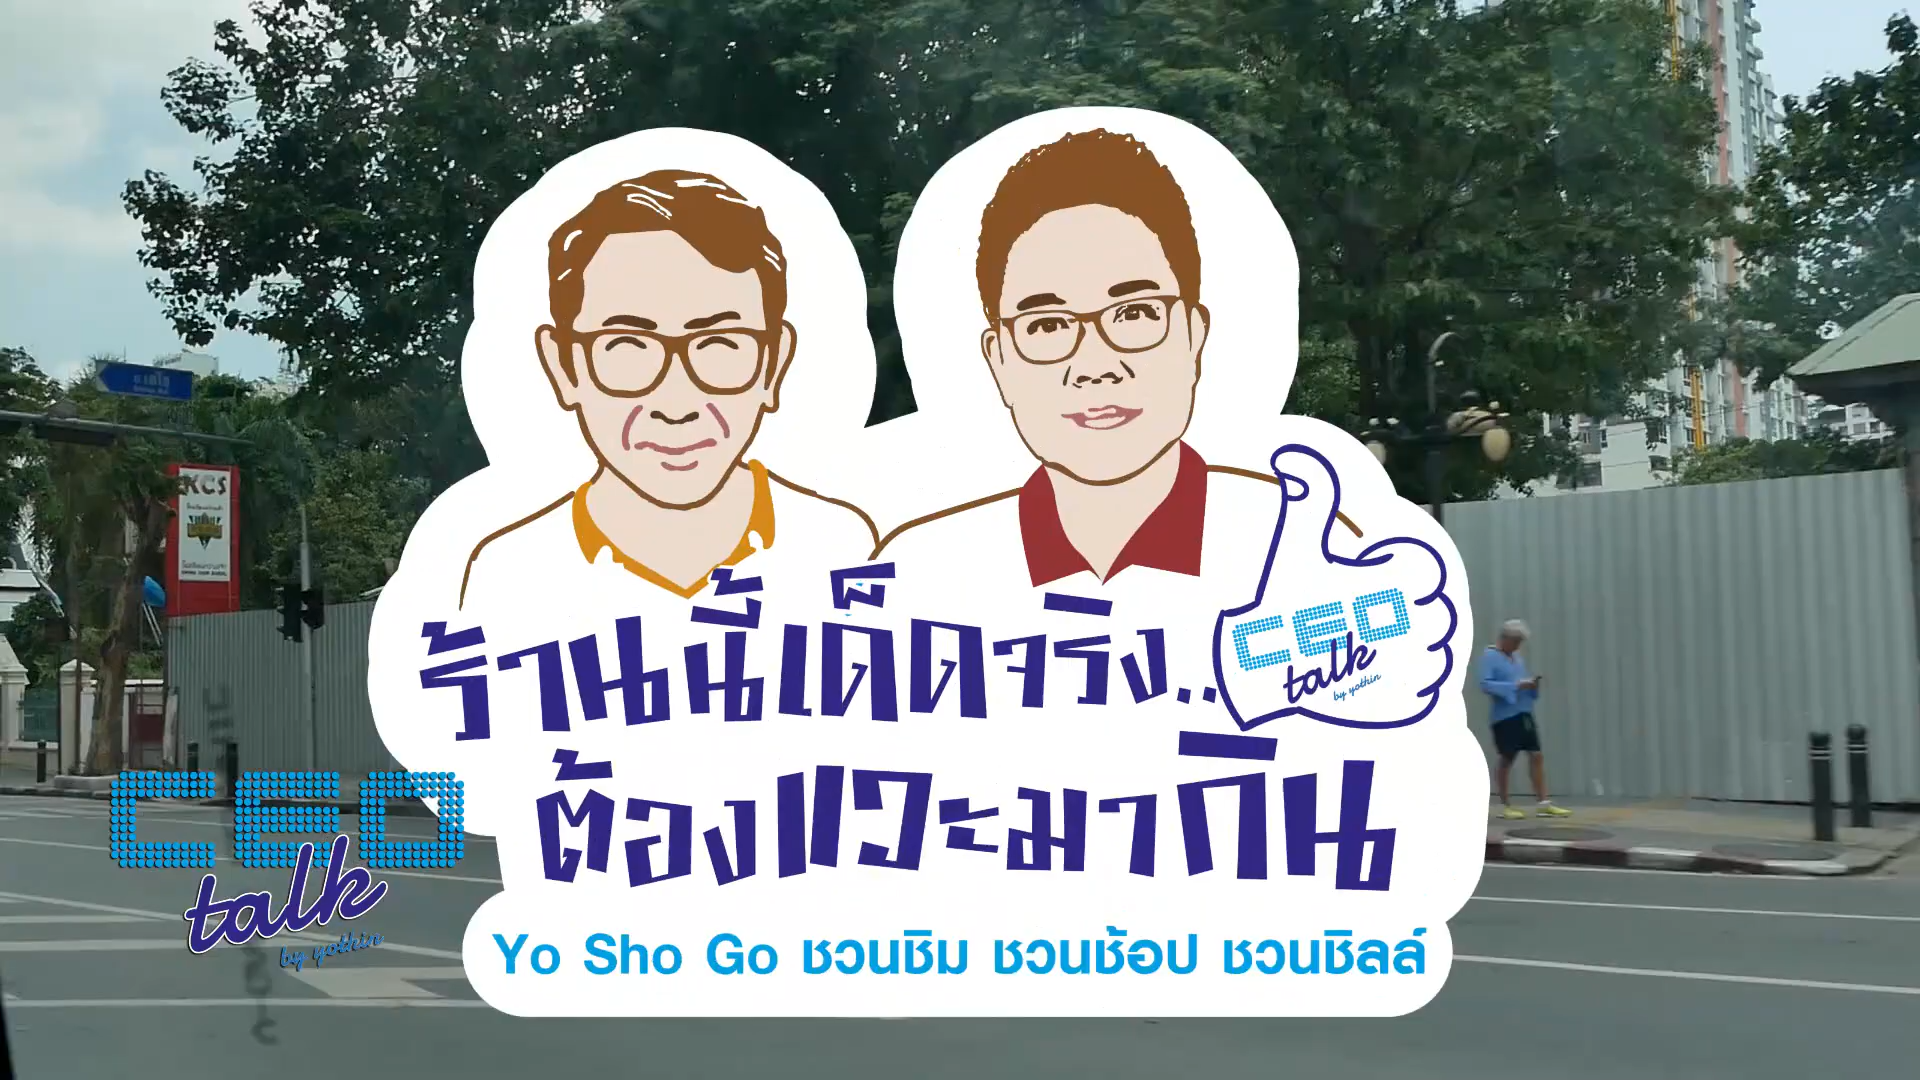 KCS
ร้านนี้เด็ดจริง..
CEO
talk
by yothin
ต้องแวะมากิน
CEO
talk
by yothin
Yo Sho Go ชวนชิม ชวนช้อป ชวนชิลล์